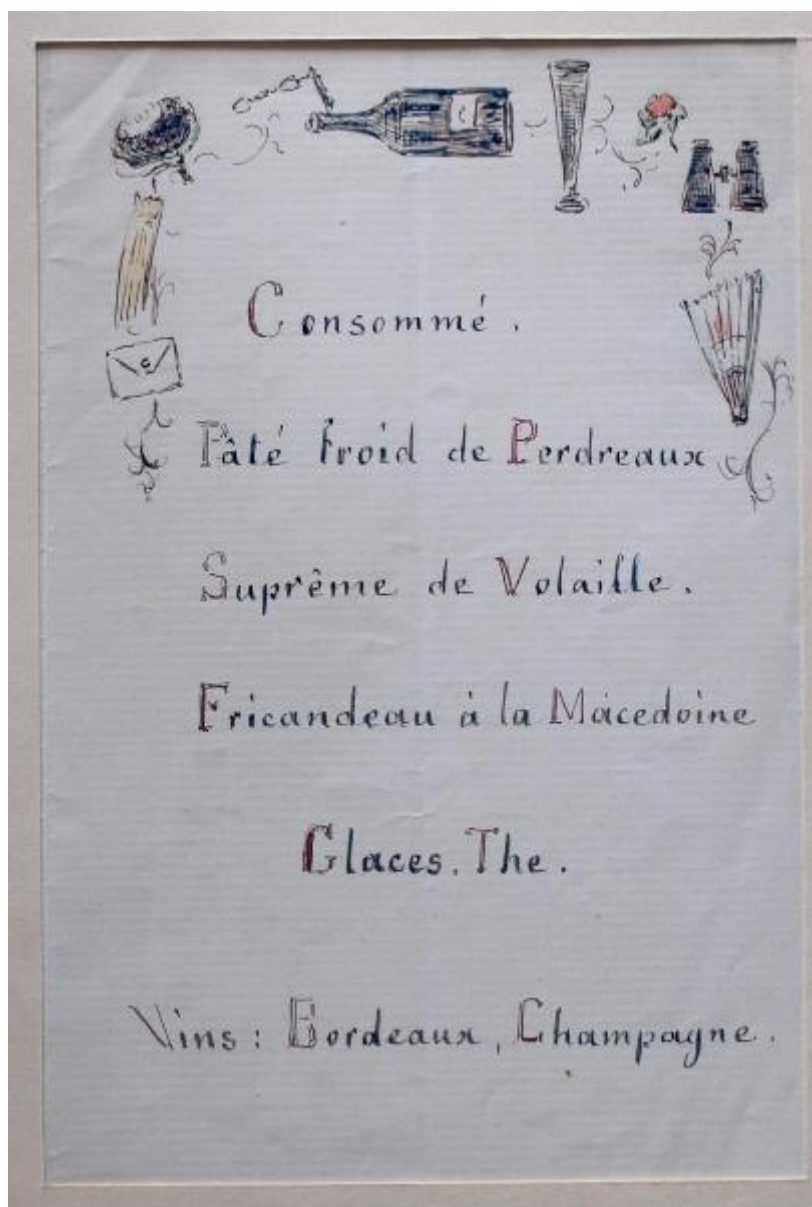 Consommé.
Pâté froid de Perdreaux
Suprême de Volaille.
Fricandeau à la Macedoine
Glaces. The.
Vins: Bordeaux, Champagne.